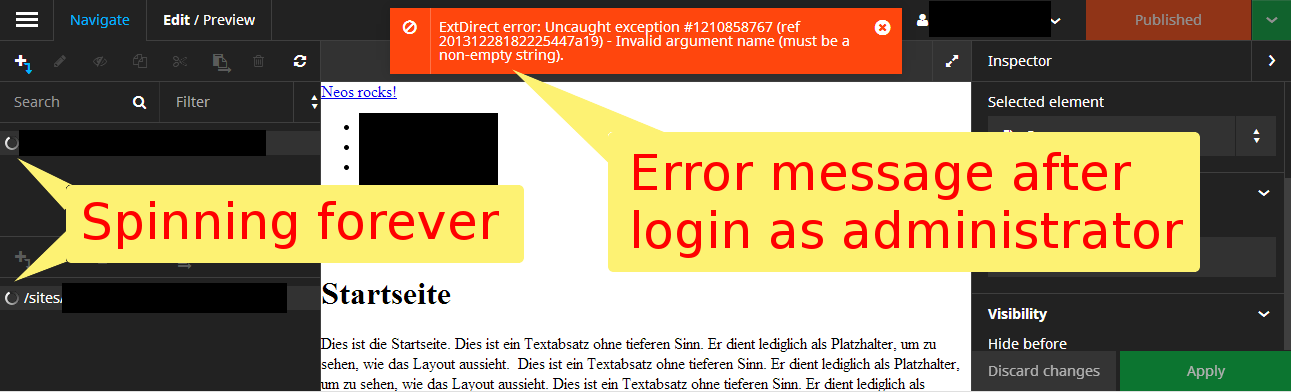 Navigate
Edit / Preview
ExtDirect error: Uncaught exception #1210858767 (ref
20131228182225447a19) - Invalid argument name (must be a
non-empty string).
Published
Inspector
Search
Filter
Neos rocks!
Selected element
Error message after
login as administrator
Spinning forever
/sites/
Startseite
Visibility
Dies ist die Startseite. Dies ist ein Textabsatz ohne tieferen Sinn. Er dient lediglich als Platzhalter, um zu
sehen, wie das Layout aussieht. Dies ist ein Textabsatz ohne tieferen Sinn. Er dient lediglich als Platzhalter,
um zu sehen, wie das Layout aussieht. Dies ist ein Textabsatz ohne tieferen Sinn. Er dient lediglich als
Hide before
Discard changes
Apply